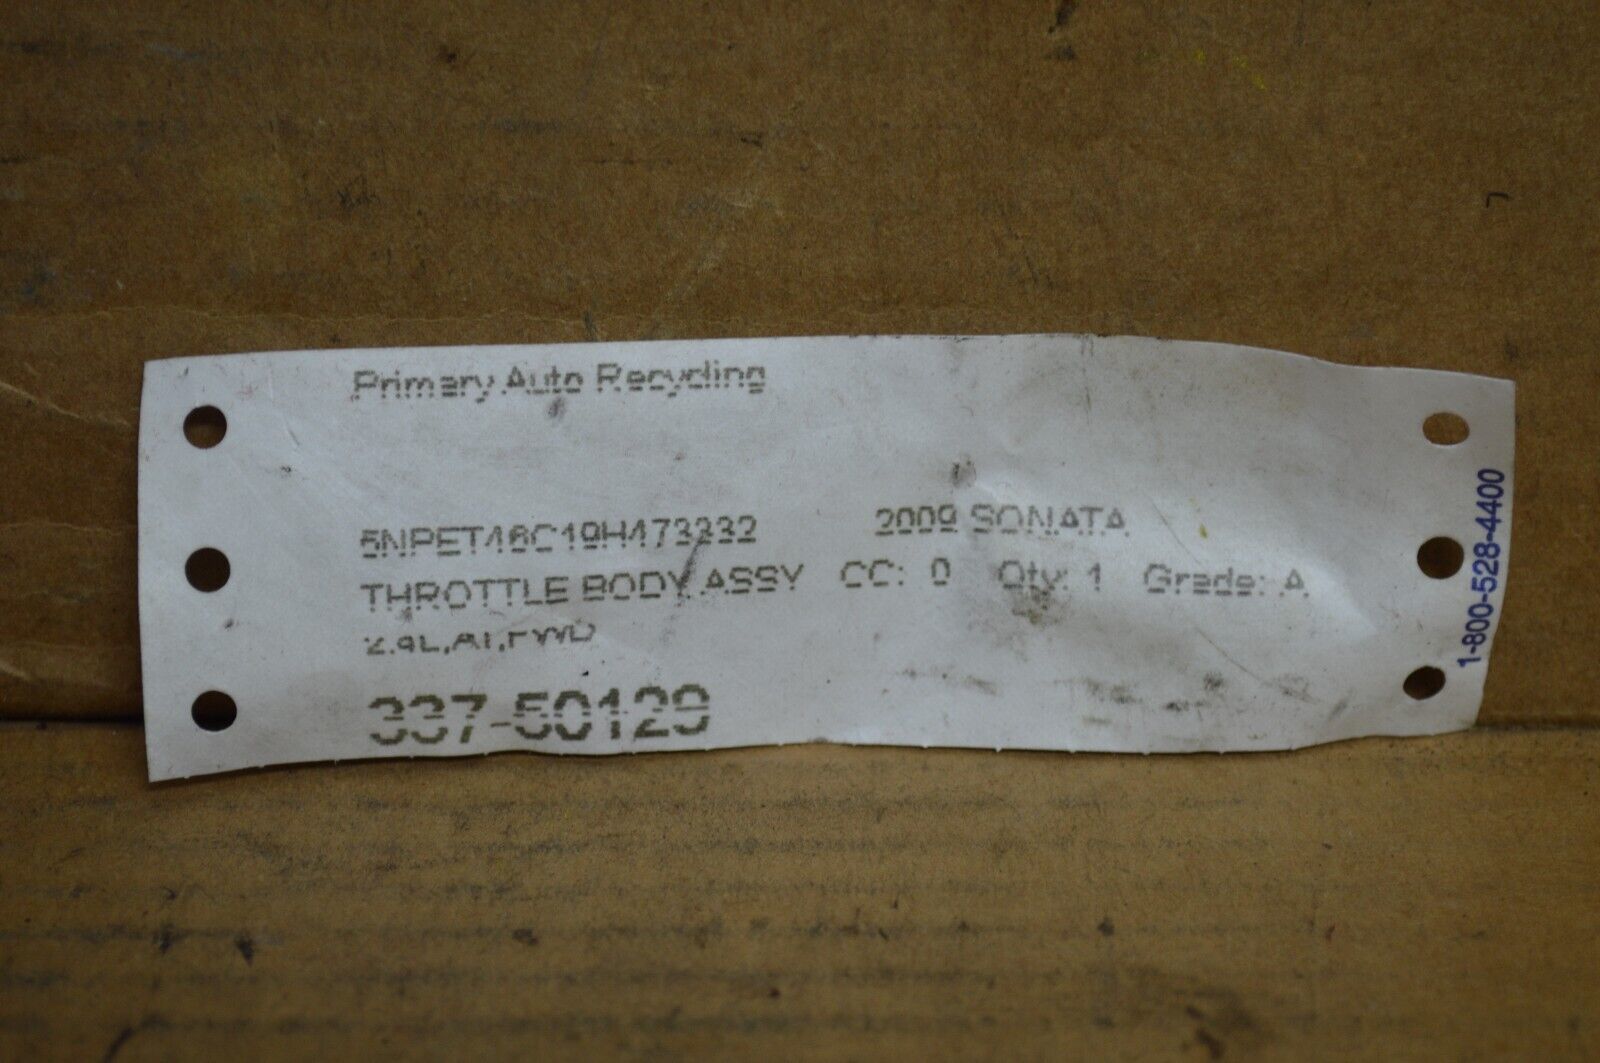 Primary Auto Recycling
5NPET46C19H473332 2009 SONATA
THROTTLE BODY ASSY CC: 0 Qty: 1 Grade: A
2.4L,AT,FWD
337-50129
1-800-528-4400